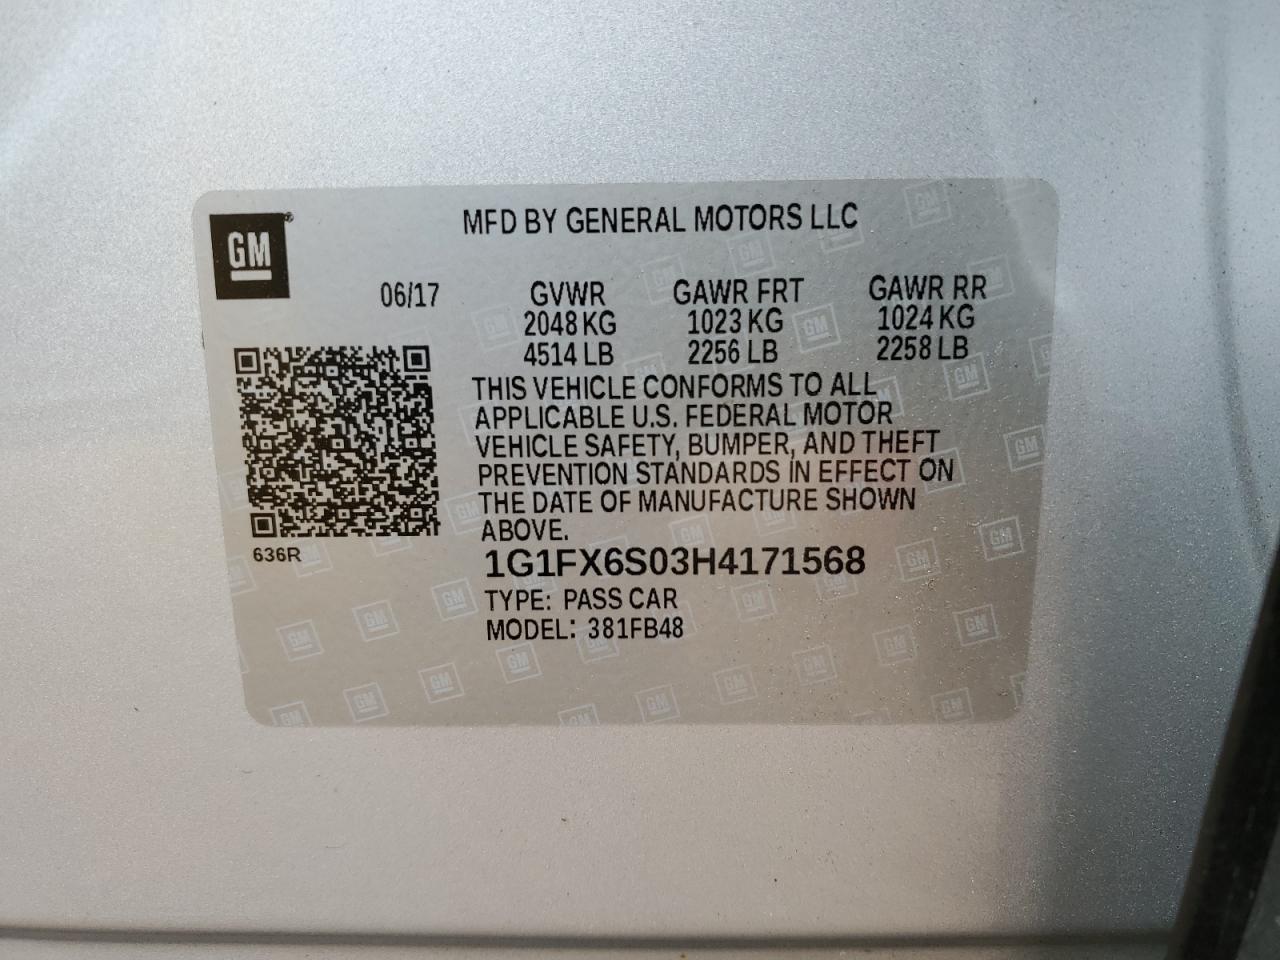 GM®
MFD BY GENERAL MOTORS LLC
06/17 GVWR GAWR FRT GAWR RR
2048 KG 1023 KG 1024 KG
4514 LB 2256 LB 2258 LB
THIS VEHICLE CONFORMS TO ALL
APPLICABLE U.S. FEDERAL MOTOR
VEHICLE SAFETY, BUMPER, AND THEFT
PREVENTION STANDARDS IN EFFECT ON
THE DATE OF MANUFACTURE SHOWN
ABOVE.
636R
1G1FX6S03H4171568
TYPE: PASS CAR
MODEL: 381FB48